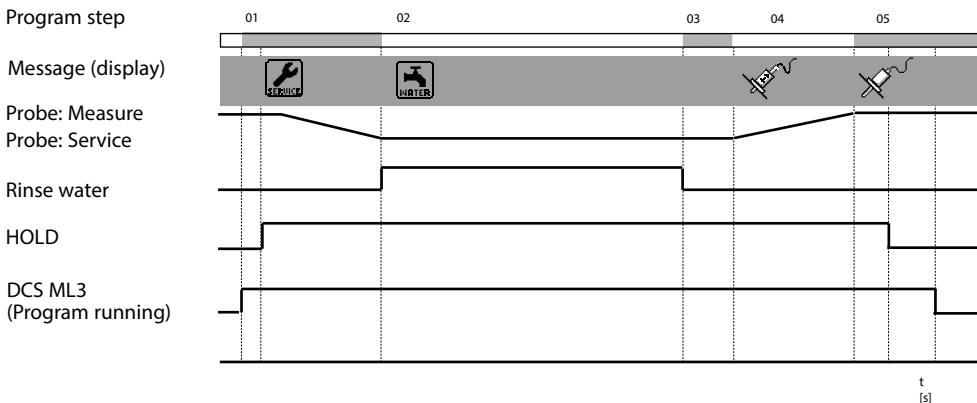 Program step
01
02
03
04
05
Message (display)
SERVICE
WATER
Probe: Measure
Probe: Service
Rinse water
HOLD
DCS ML3
(Program running)
t
[s]